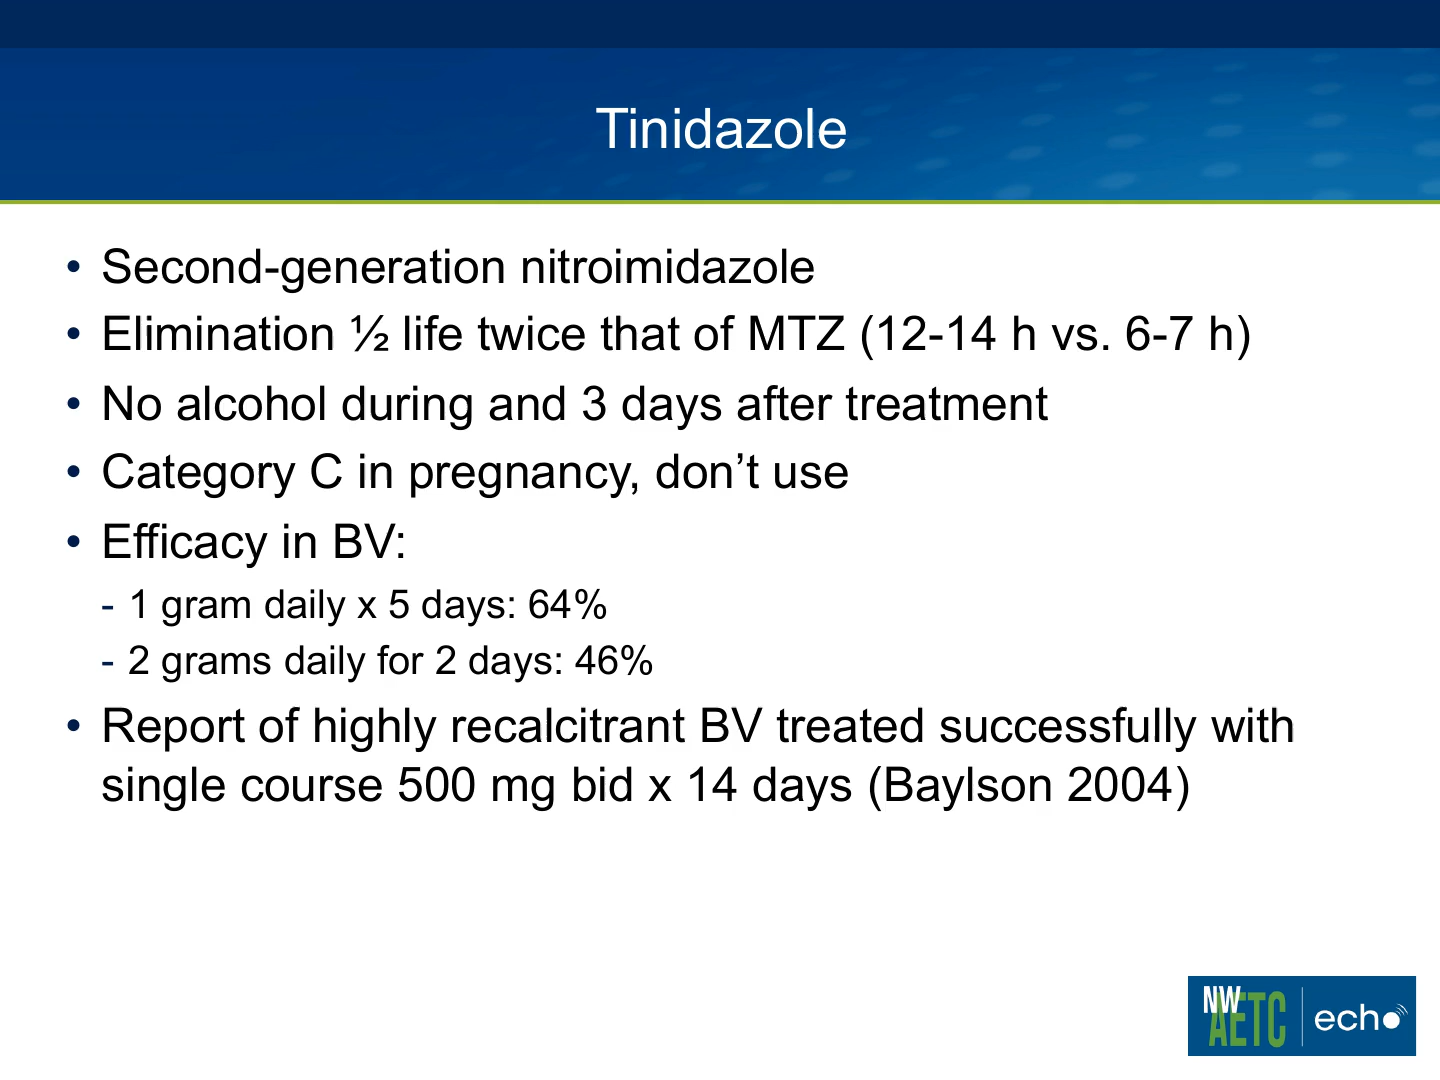 Tinidazole
• Second-generation nitroimidazole
• Elimination ½ life twice that of MTZ (12-14 h vs. 6-7 h)
• No alcohol during and 3 days after treatment
• Category C in pregnancy, don’t use
• Efficacy in BV:
- 1 gram daily x 5 days: 64%
- 2 grams daily for 2 days: 46%
• Report of highly recalcitrant BV treated successfully with
single course 500 mg bid x 14 days (Baylson 2004)
NW
AETC
echo